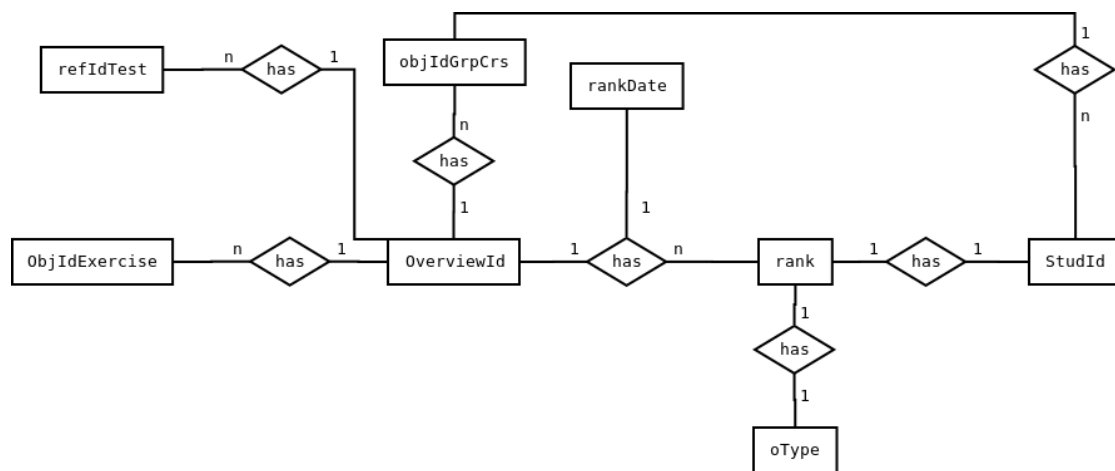 1
n
has
1
refIdTest
objIdGrpCrs
has
rankDate
n
n
has
1
1
ObjIdExercise
n
has
1
OverviewId
1
has
n
rank
1
has
1
StudId
1
has
1
oType